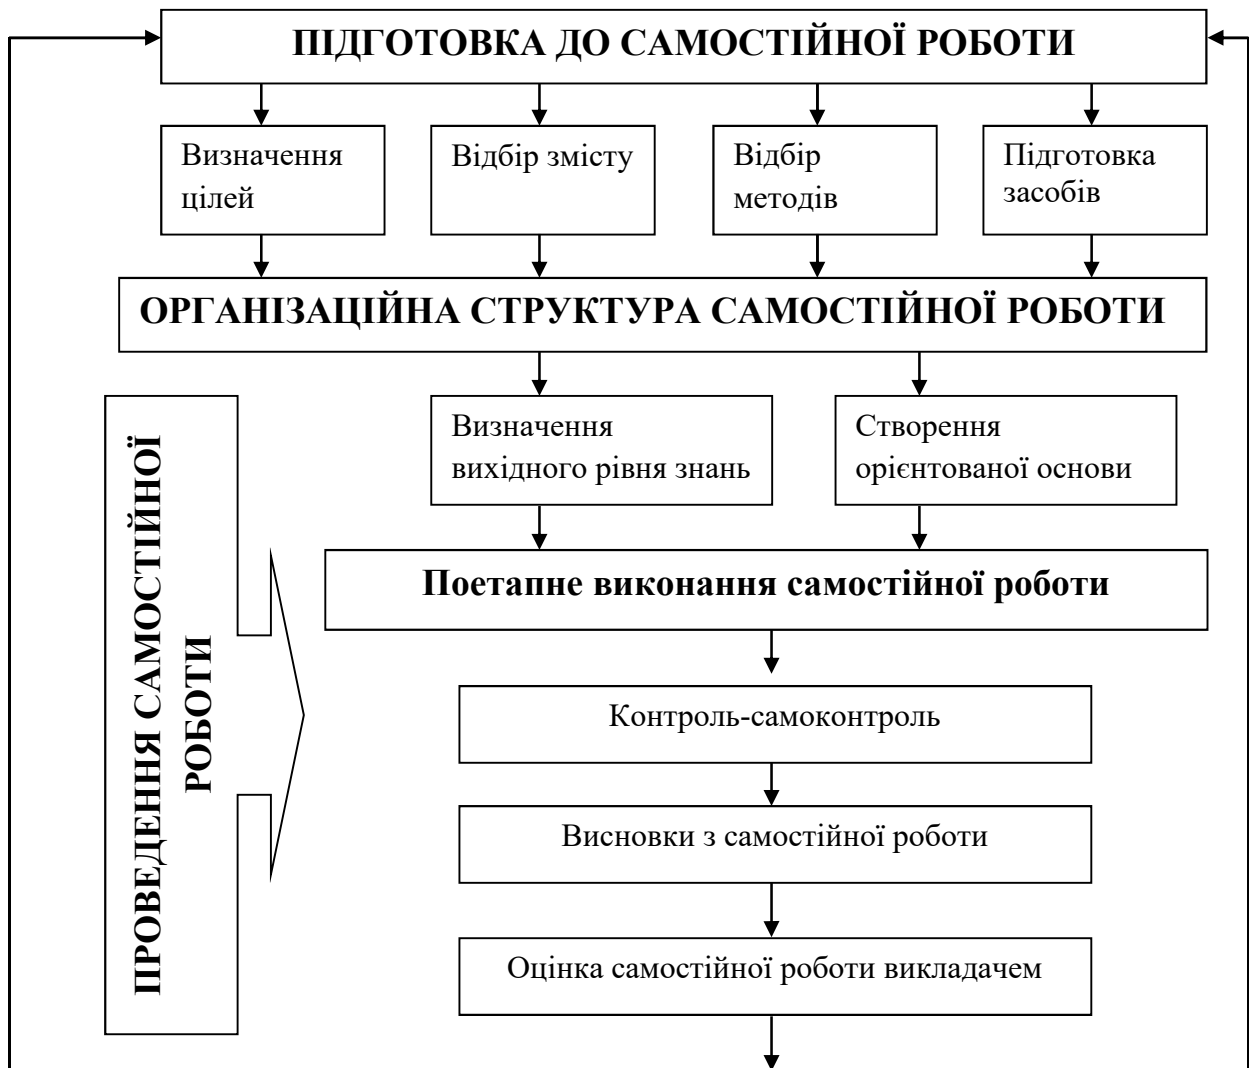 ПІДГОТОВКА ДО САМОСТІЙНОЇ РОБОТИ
Визначення
цілей
Відбір змісту
Відбір
методів
Підготовка
засобів
ОРГАНІЗАЦІЙНА СТРУКТУРА САМОСТІЙНОЇ РОБОТИ
ПРОВЕДЕННЯ САМОСТІЙНОЇ
РОБОТИ
Визначення
вихідного рівня знань
Створення
орієнтованої основи
Поетапне виконання самостійної роботи
Контроль-самоконтроль
Висновки з самостійної роботи
Оцінка самостійної роботи викладачем